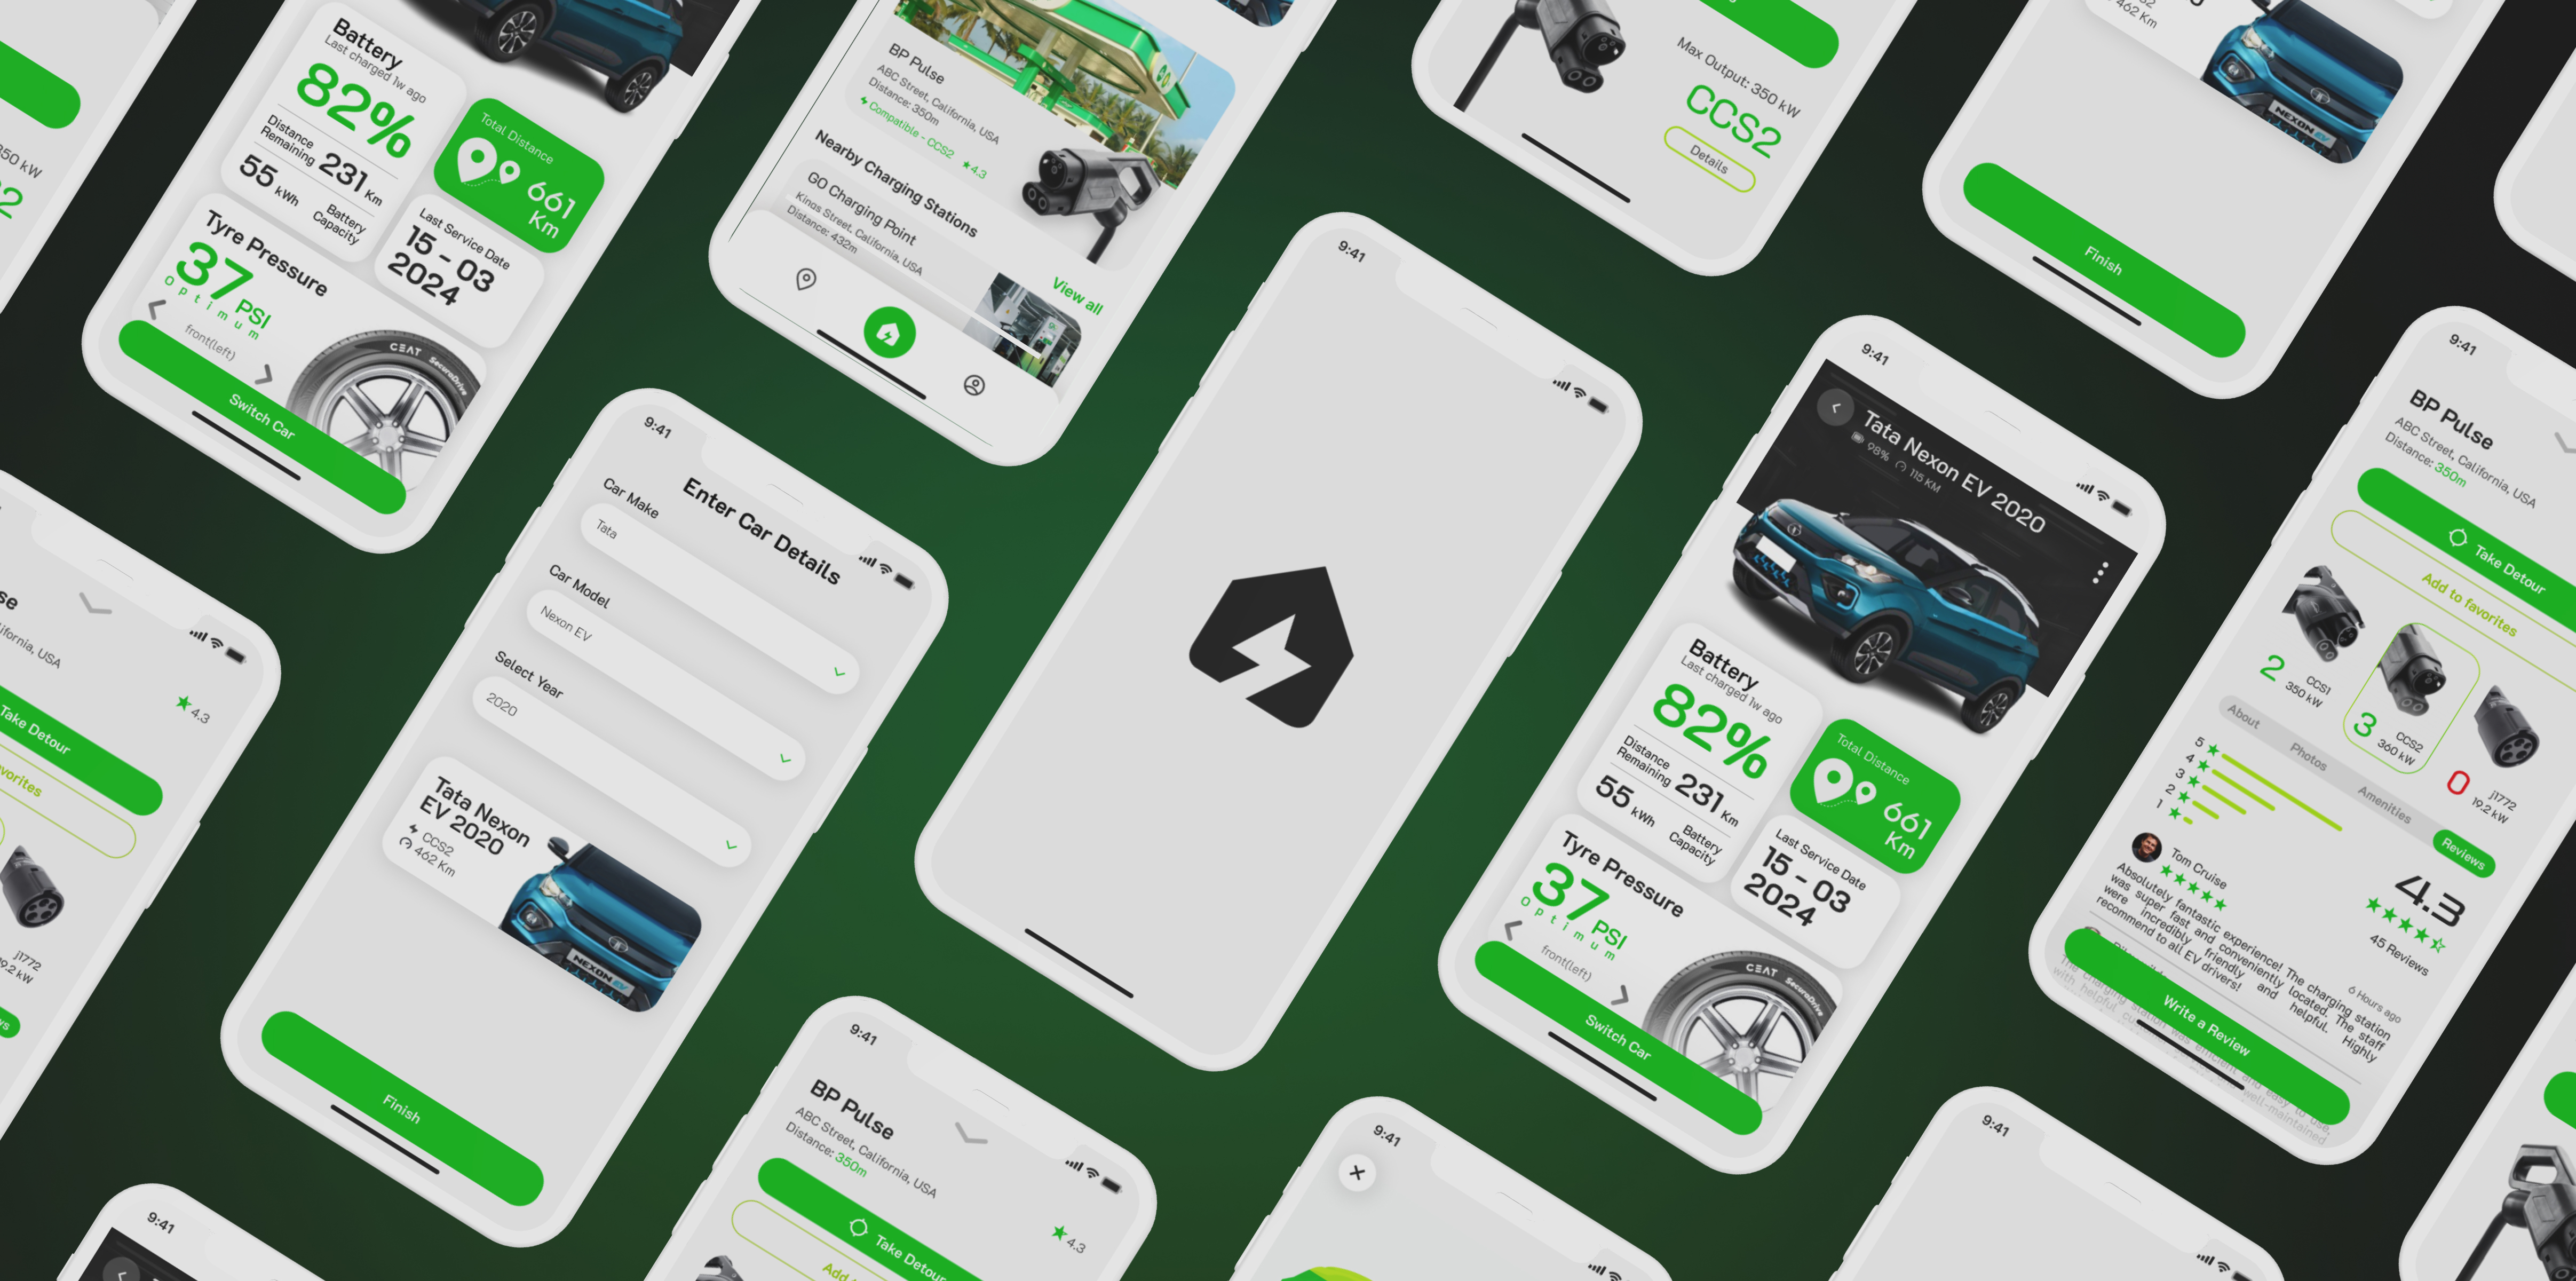 350 kW
Battery
Last charged 1w ago
82%
Distance
Remaining
231 Km
55 kWh
Battery
Capacity
Total Distance
661
Km
Last Service Date
15 - 03
2024
Tyre Pressure
37 PSI
Optimum
front(left)
CEAT SecuraDrive
Switch Car
BP Pulse
ABC Street, California, USA
Distance: 350m
Compatible - CCS2
4.3
Nearby Charging Stations
View all
GO Charging Point
Kings Street, California, USA
Distance: 432m
Max Output: 350 kW
CCS2
Details
462 Km
NEXON EV
Finish
USA
4.3
Take Detour
j1772
9:41
Enter Car Details
Car Make
Tata
Car Model
Nexon EV
Select Year
2020
Tata Nexon
EV 2020
CCS2
462 Km
NEXON EV
Finish
9:41
9:41
Tata Nexon EV 2020
98%
115 KM
Battery
Last charged 1w ago
82%
Distance
Remaining
231 Km
55 kWh
Battery
Capacity
Total Distance
661
Km
Last Service Date
15 - 03
2024
Tyre Pressure
37 PSI
Optimum
front(left)
CEAT SecuraDrive
Switch Car
9:41
BP Pulse
ABC Street, California, USA
Distance: 350m
Take Detour
Add to favorites
2
CCS1
350 kW
3
CCS2
360 kW
0
j1772
19.2 kW
About
Photos
Amenities
Reviews
5
4
3
2
1
4.3
45 Reviews
Tom Cruise
6 Hours ago
Absolutely fantastic experience! The charging station
was super fast and conveniently located. The staff
were incredibly friendly and helpful. Highly
recommend to all EV drivers!
Write a Review
9:41
9:41
BP Pulse
ABC Street, California, USA
Distance: 350m
4.3
Take Detour
9:41
9:41